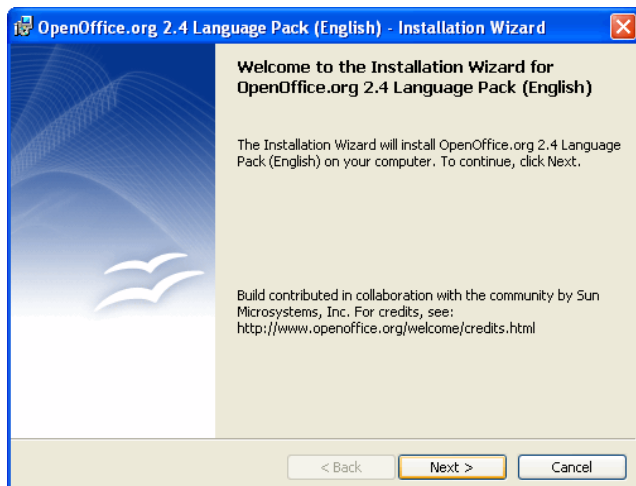 OpenOffice.org 2.4 Language Pack (English) - Installation Wizard
Welcome to the Installation Wizard for
OpenOffice.org 2.4 Language Pack (English)
The Installation Wizard will install OpenOffice.org 2.4 Language
Pack (English) on your computer. To continue, click Next.
Build contributed in collaboration with the community by Sun
Microsystems, Inc. For credits, see:
http://www.openoffice.org/welcome/credits.html
< Back Next > Cancel